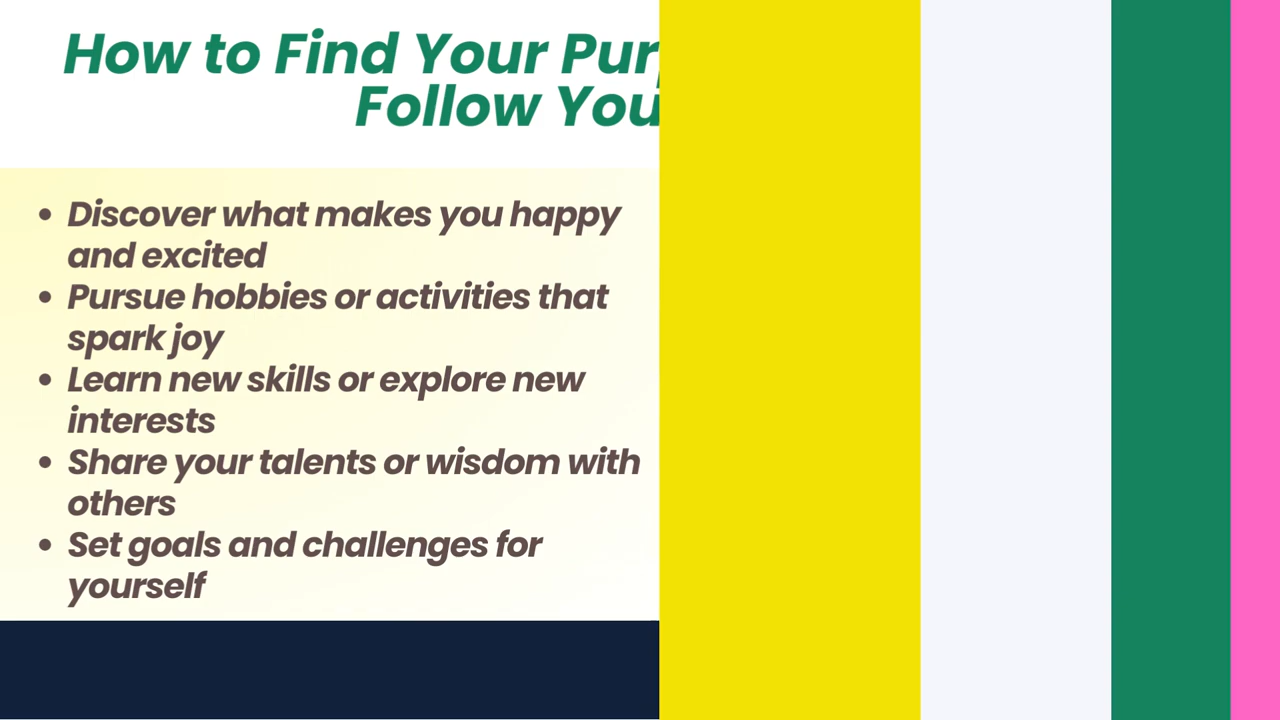 How to Find Your
Follow
• Discover what makes you happy
and excited
• Pursue hobbies or activities that
spark joy
• Learn new skills or explore new
interests
• Share your talents or wisdom with
others
• Set goals and challenges for
yourself